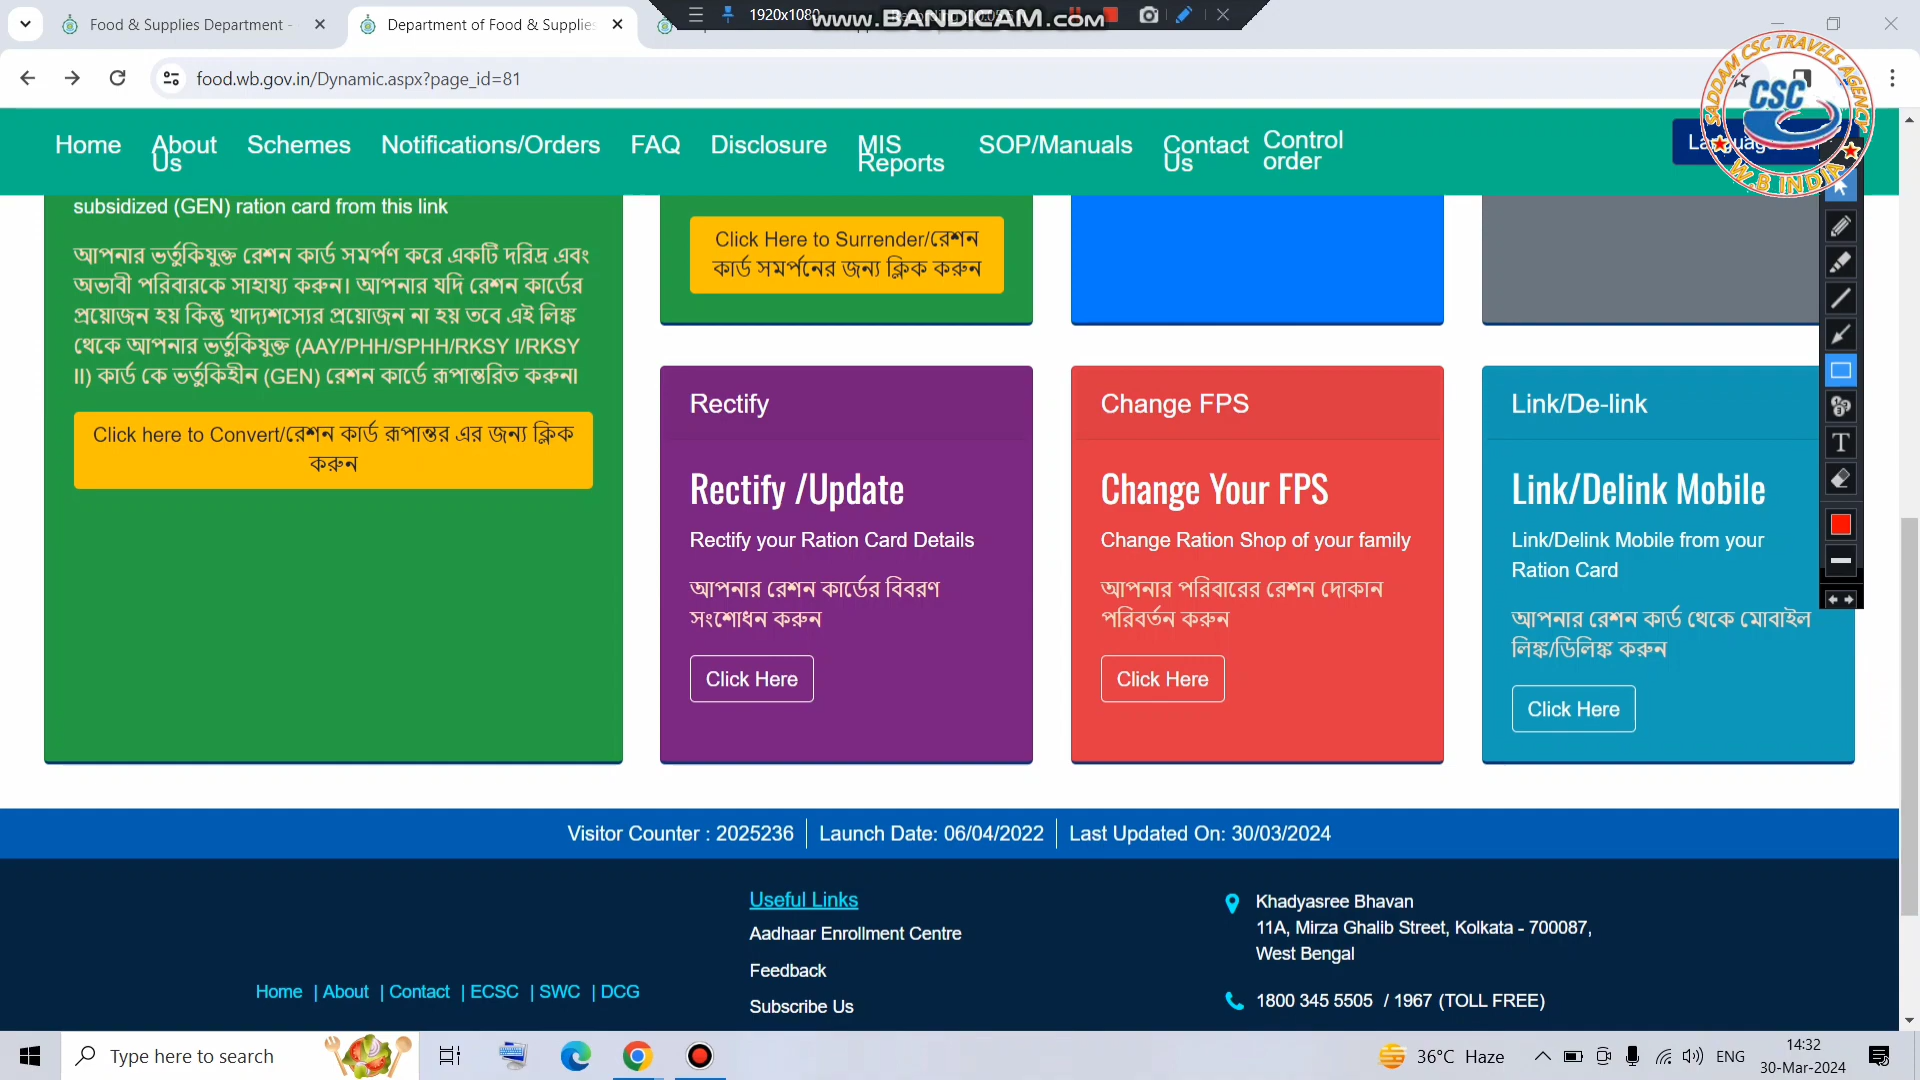 Food & Supplies Department -
Department of Food & Supplies
1920x1080
www.BANDICAM.com
food.wb.gov.in/Dynamic.aspx?page_id=81
SADDAM CSC TRAVELS AGENCY
CSC
W.B INDIA
Home
About Us
Schemes
Notifications/Orders
FAQ
Disclosure
MIS Reports
SOP/Manuals
Contact Us
Control order
subsidized (GEN) ration card from this link
আপনার ভর্তুকিযুক্ত রেশন কার্ড সমর্পণ করে একটি দরিদ্র এবং
অভাবী পরিবারকে সাহায্য করুন। আপনার যদি রেশন কার্ডের
প্রয়োজন হয় কিন্তু খাদ্যশস্যের প্রয়োজন না হয় তবে এই লিঙ্ক
থেকে আপনার ভর্তুকিযুক্ত (AAY/PHH/SPHH/RKSY I/RKSY
II) কার্ড কে ভর্তুকিহীন (GEN) রেশন কার্ডে রূপান্তরিত করুন।
Click here to Convert/রেশন কার্ড রূপান্তর এর জন্য ক্লিক
করুন
Click Here to Surrender/রেশন
কার্ড সমর্পনের জন্য ক্লিক করুন
Rectify
Rectify /Update
Rectify your Ration Card Details
আপনার রেশন কার্ডের বিবরণ
সংশোধন করুন
Click Here
Change FPS
Change Your FPS
Change Ration Shop of your family
আপনার পরিবারের রেশন দোকান
পরিবর্তন করুন
Click Here
Link/De-link
Link/Delink Mobile
Link/Delink Mobile from your
Ration Card
আপনার রেশন কার্ড থেকে মোবাইল
লিঙ্ক/ডিলিঙ্ক করুন
Click Here
T
Visitor Counter : 2025236
Launch Date: 06/04/2022
Last Updated On: 30/03/2024
Home | About | Contact | ECSC | SWC | DCG
Useful Links
Aadhaar Enrollment Centre
Feedback
Subscribe Us
Khadyasree Bhavan
11A, Mirza Ghalib Street, Kolkata - 700087,
West Bengal
1800 345 5505 / 1967 (TOLL FREE)
Type here to search
36°C Haze
ENG
14:32
30-Mar-2024